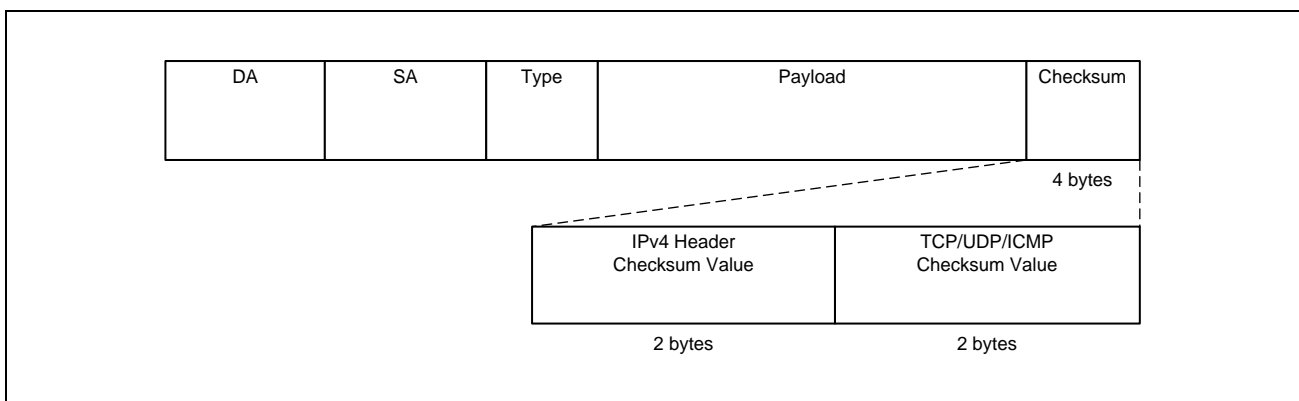 DA
SA
Type
Payload
Checksum
4 bytes
IPv4 Header
Checksum Value
TCP/UDP/ICMP
Checksum Value
2 bytes
2 bytes